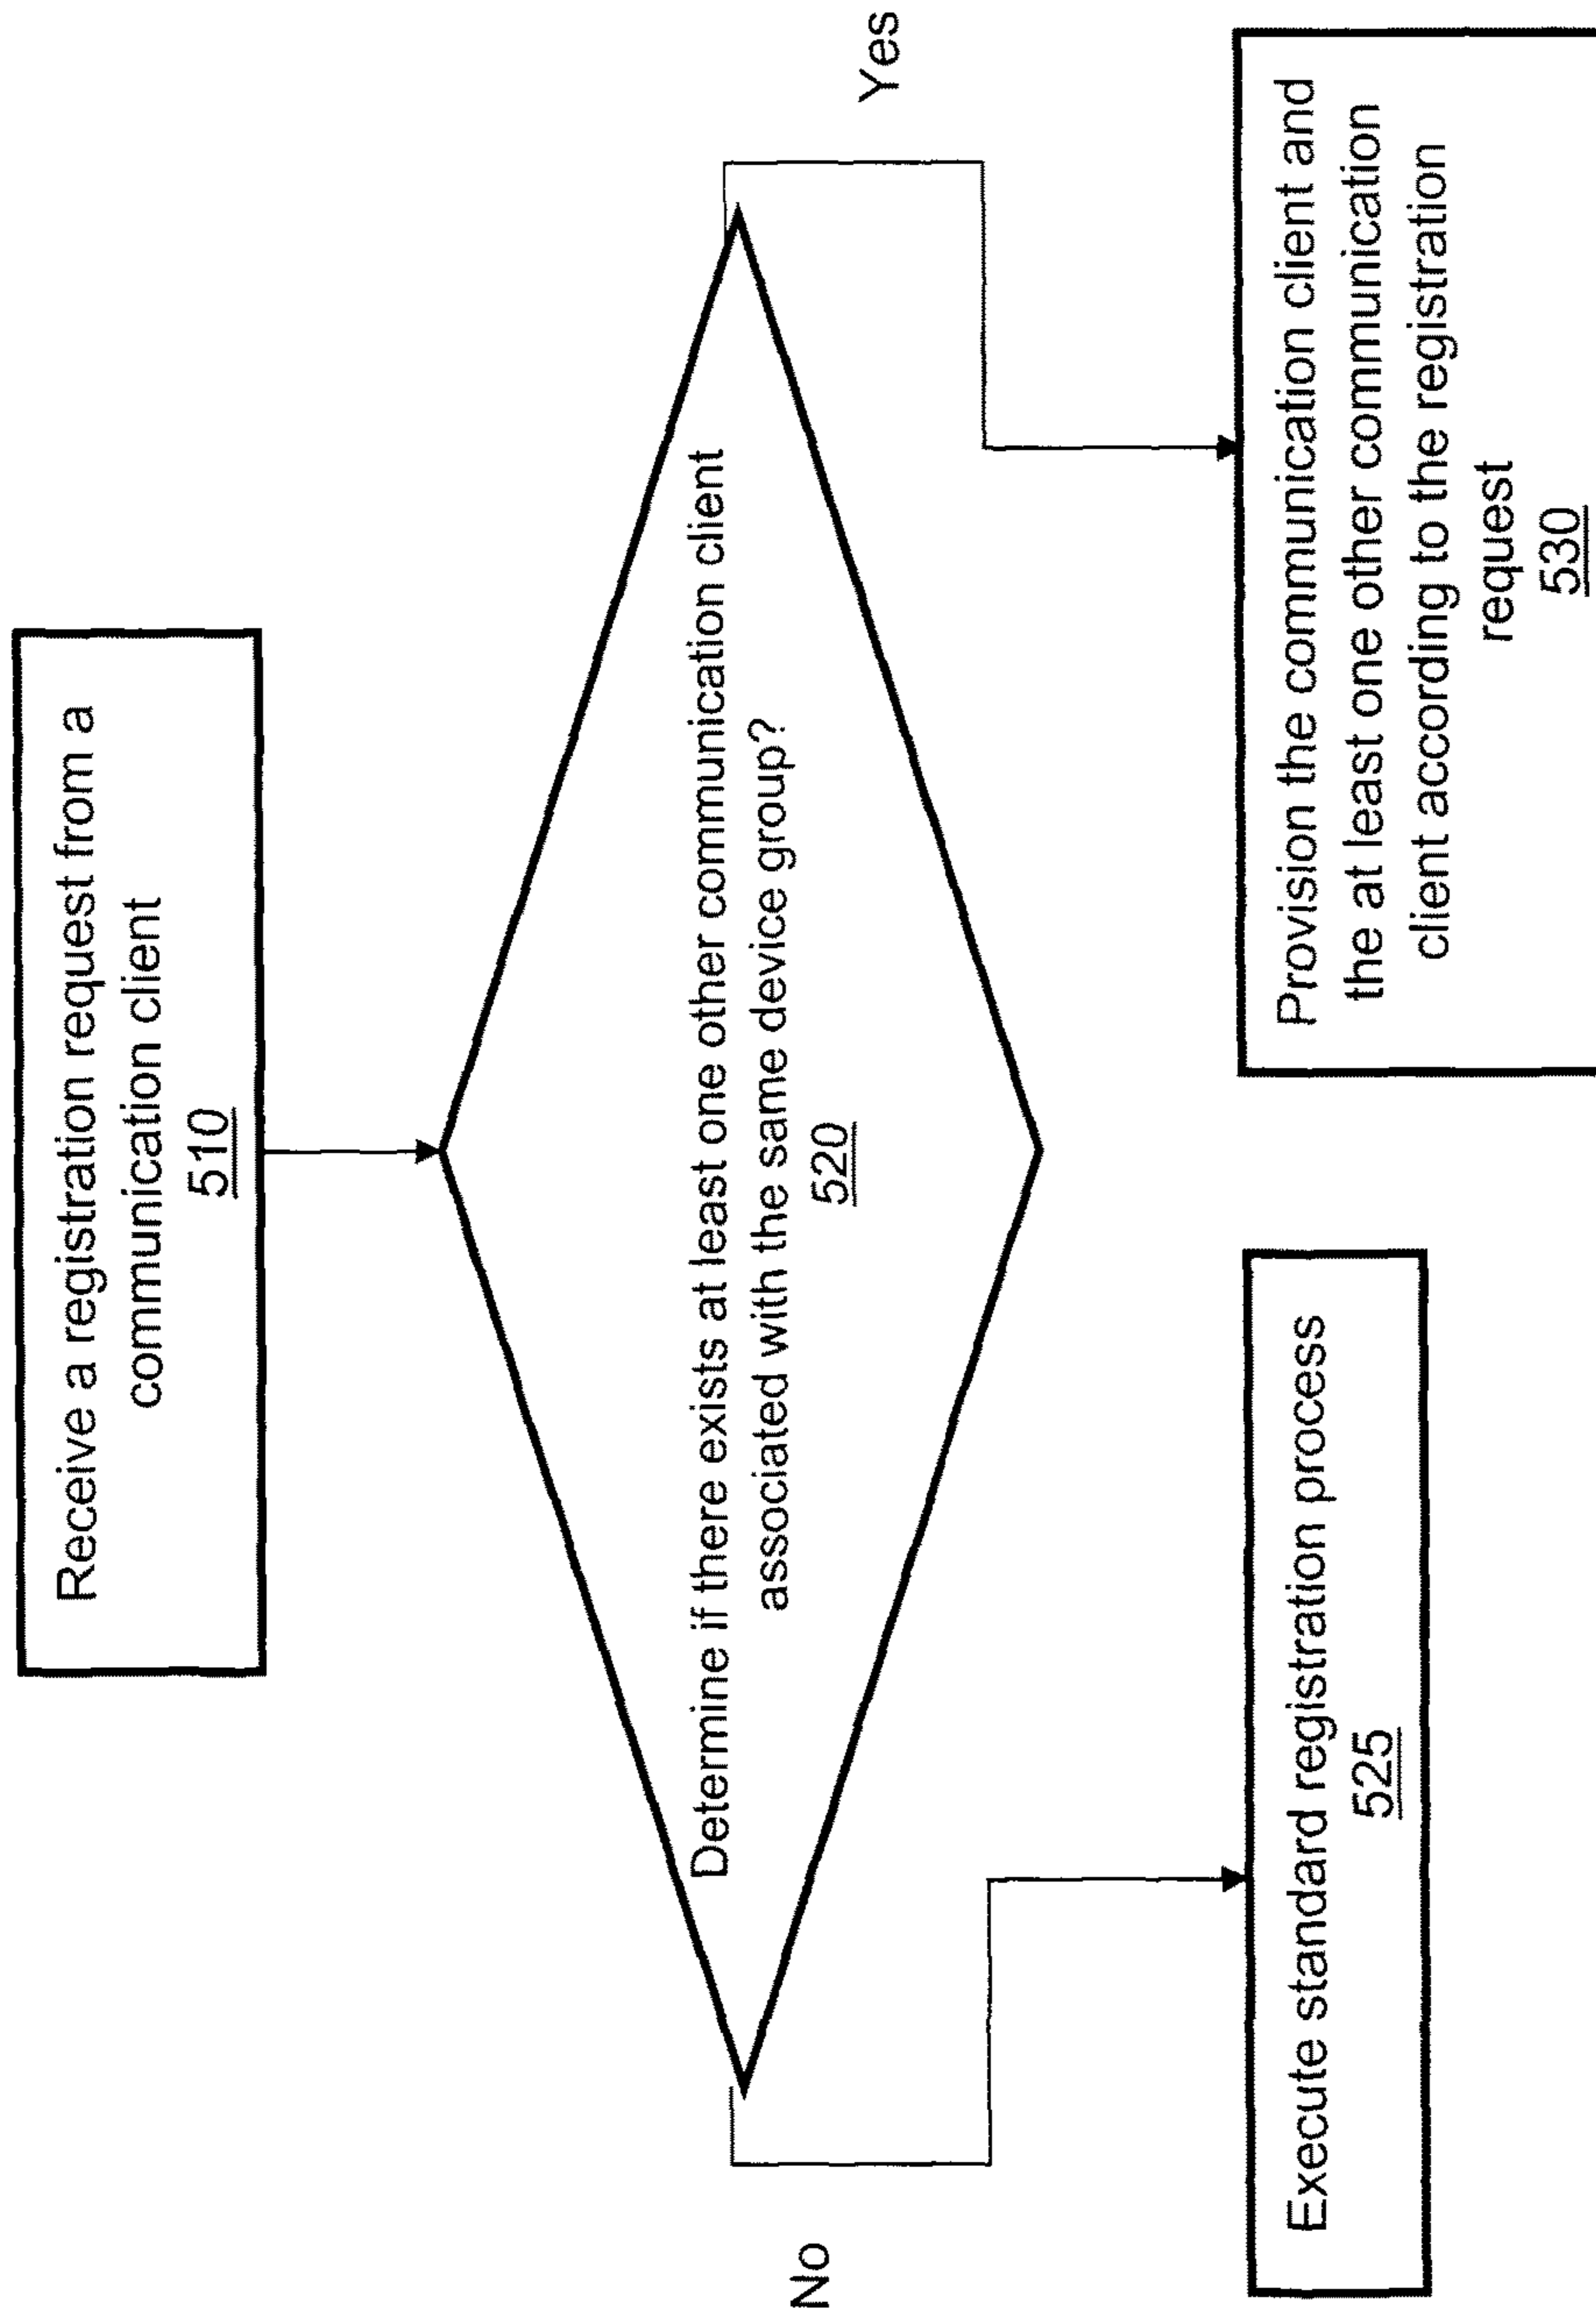 Receive a registration request from a
communication client
510
Determine if there exists at least one other communication client
associated with the same device group?
520
No
Yes
Execute standard registration process
525
Provision the communication client and
the at least one other communication
client according to the registration
request
530